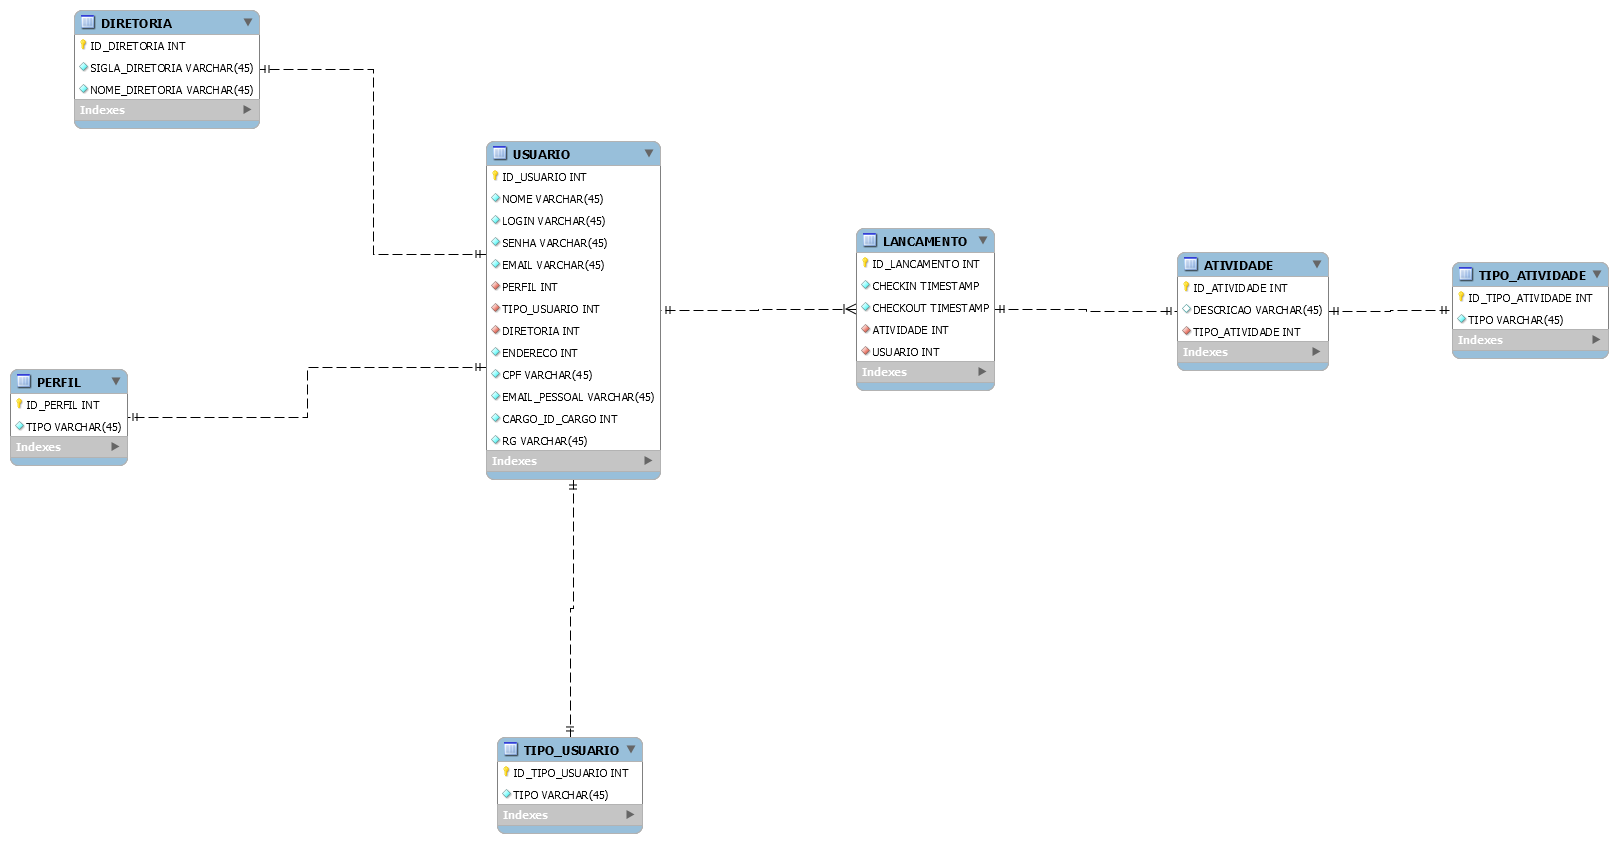 DIRETORIA
ID_DIRETORIA INT
SIGLA_DIRETORIA VARCHAR(45)
NOME_DIRETORIA VARCHAR(45)
Indexes
USUARIO
ID_USUARIO INT
NOME VARCHAR(45)
LOGIN VARCHAR(45)
SENHA VARCHAR(45)
EMAIL VARCHAR(45)
PERFIL INT
TIPO_USUARIO INT
DIRETORIA INT
ENDERECO INT
CPF VARCHAR(45)
EMAIL_PESSOAL VARCHAR(45)
CARGO_ID_CARGO INT
RG VARCHAR(45)
Indexes
LANCAMENTO
ID_LANCAMENTO INT
CHECKIN TIMESTAMP
CHECKOUT TIMESTAMP
ATIVIDADE INT
USUARIO INT
Indexes
ATIVIDADE
ID_ATIVIDADE INT
DESCRICAO VARCHAR(45)
TIPO_ATIVIDADE INT
Indexes
TIPO_ATIVIDADE
ID_TIPO_ATIVIDADE INT
TIPO VARCHAR(45)
Indexes
PERFIL
ID_PERFIL INT
TIPO VARCHAR(45)
Indexes
TIPO_USUARIO
ID_TIPO_USUARIO INT
TIPO VARCHAR(45)
Indexes